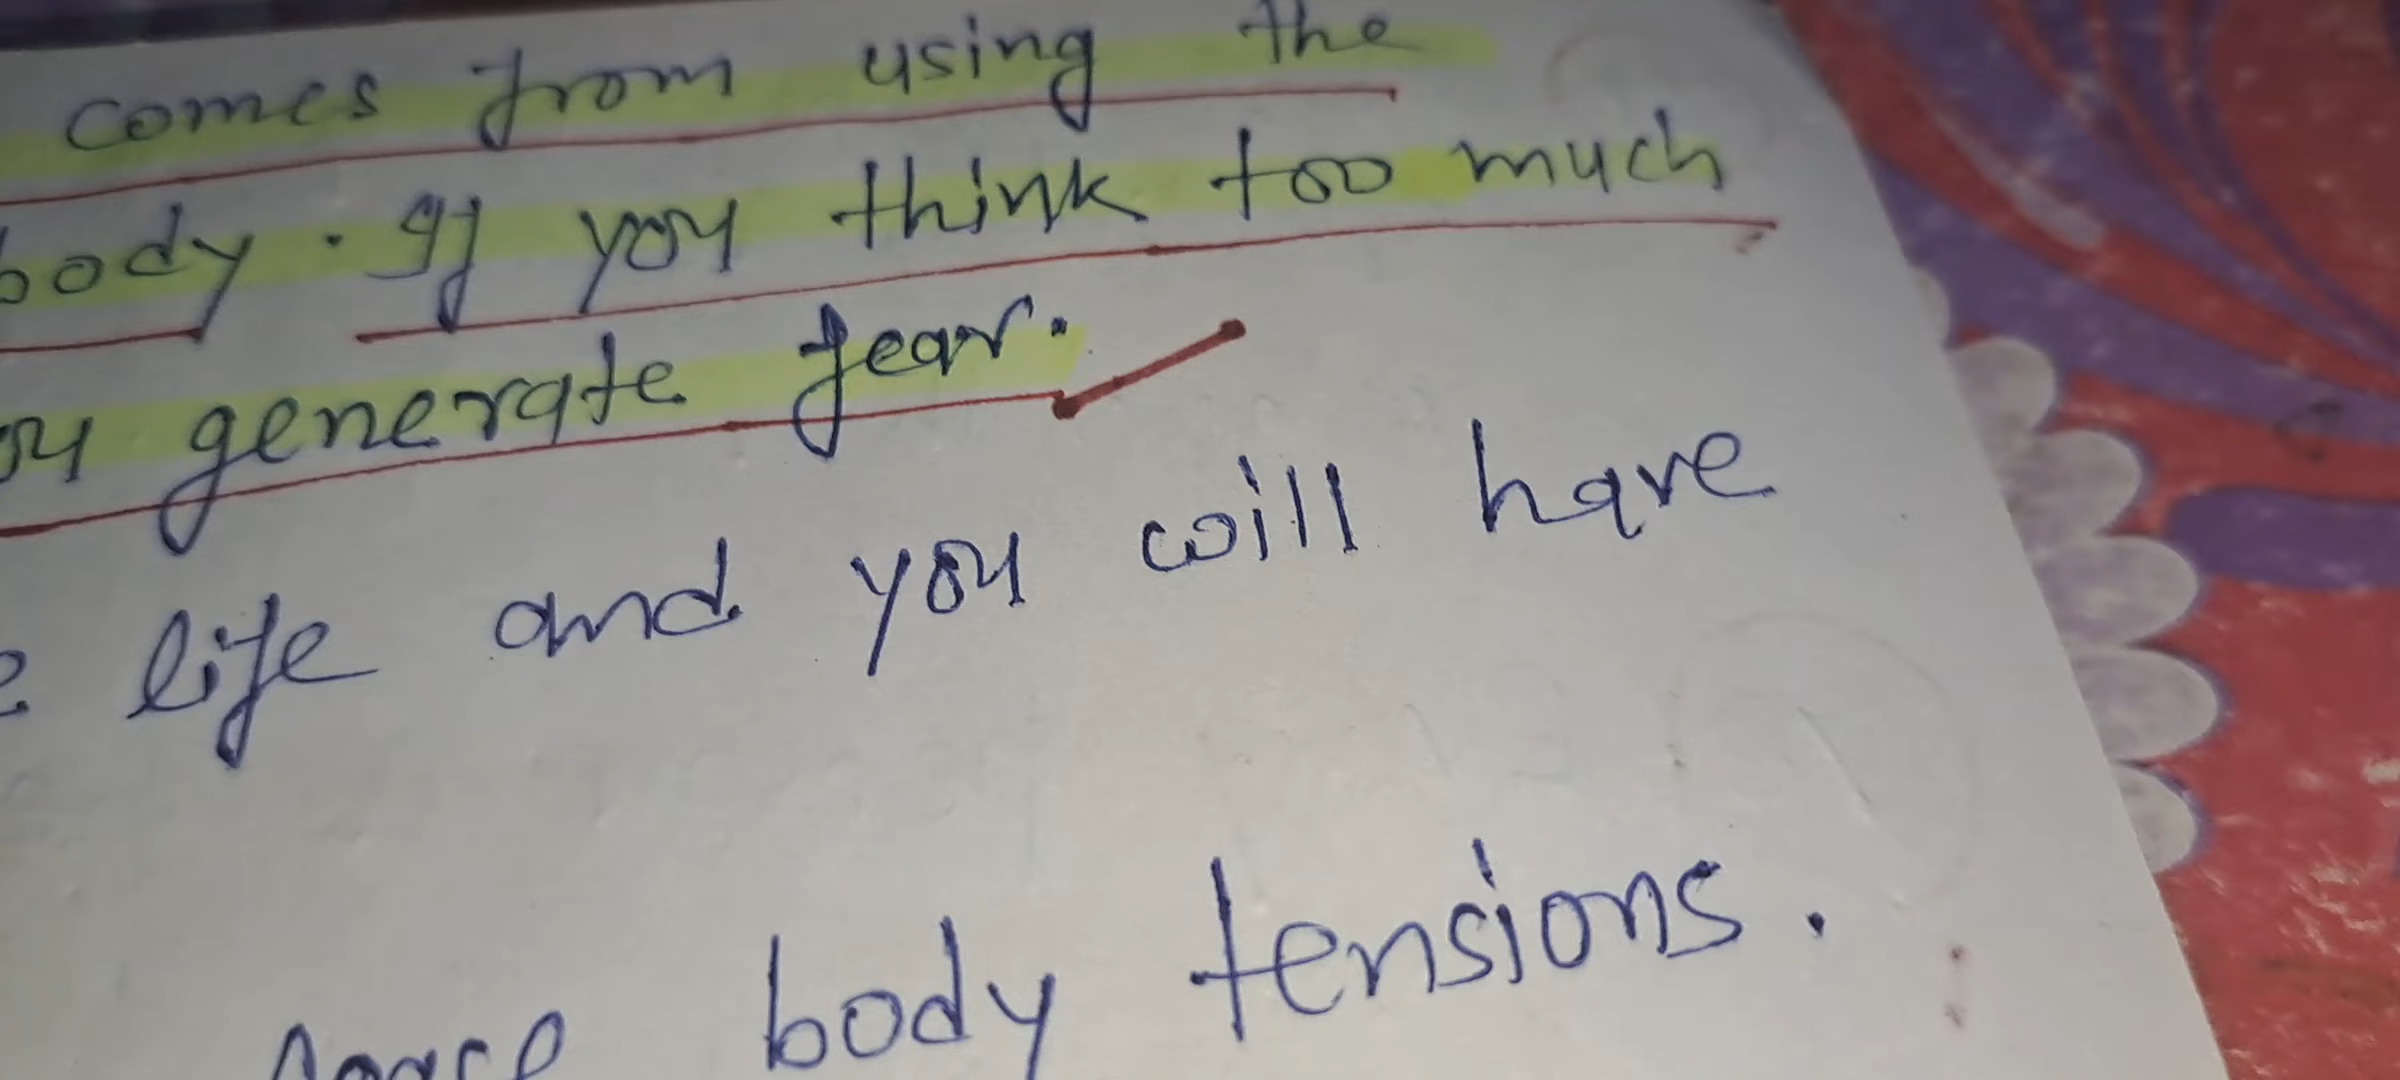 comes from using the
body. If you think too much
generate fear.
life and you will have
body tensions.